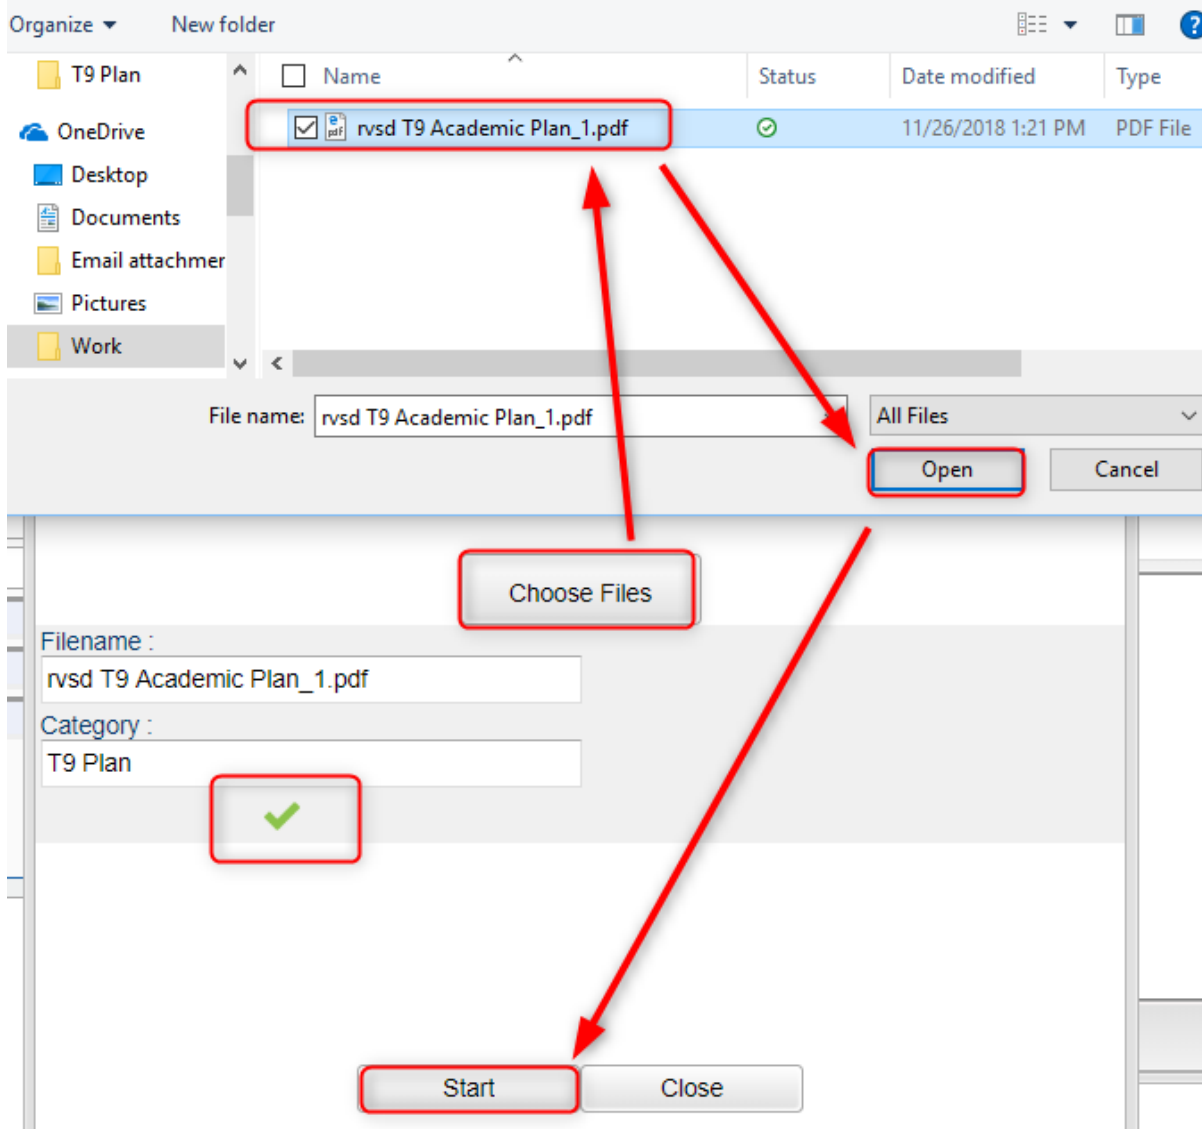 Organize New folder
T9 Plan Name Status Date modified Type
OneDrive rvsd T9 Academic Plan_1.pdf 11/26/2018 1:21 PM PDF File
Desktop
Documents
Email attachmer
Pictures
Work
File name: rvsd T9 Academic Plan_1.pdf All Files
Open Cancel
Choose Files
Filename :
rvsd T9 Academic Plan_1.pdf
Category :
T9 Plan
Start Close